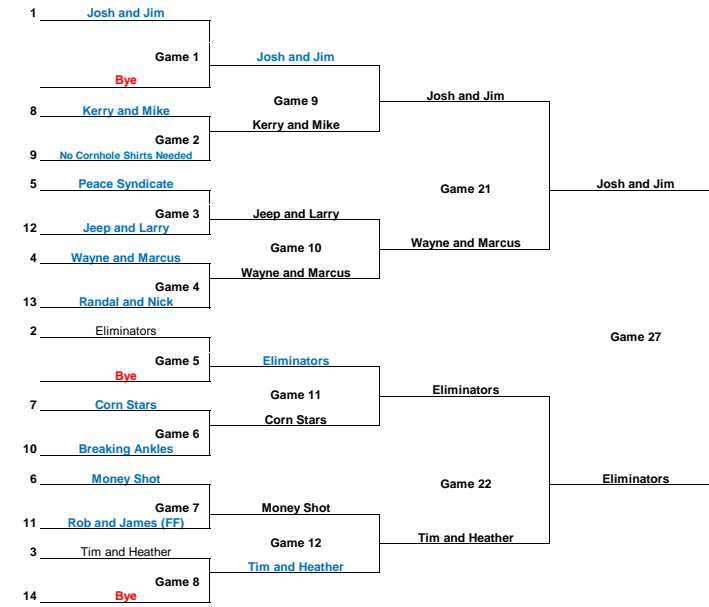 1 Josh and Jim
Game 1 Josh and Jim
Bye
Game 9 Josh and Jim
8 Kerry and Mike
Kerry and Mike
Game 2
9 No Cornhole Shirts Needed
5 Peace Syndicate Game 21 Josh and Jim
Game 3 Jeep and Larry
12 Jeep and Larry
Game 10 Wayne and Marcus
4 Wayne and Marcus
Wayne and Marcus
Game 4
13 Randal and Nick
2 Eliminators
Game 27
Game 5 Eliminators
Bye
Game 11 Eliminators
7 Corn Stars
Corn Stars
Game 6
10 Breaking Ankles
6 Money Shot Game 22 Eliminators
Game 7 Money Shot
11 Rob and James (FF)
Game 12 Tim and Heather
3 Tim and Heather
Tim and Heather
Game 8
14 Bye